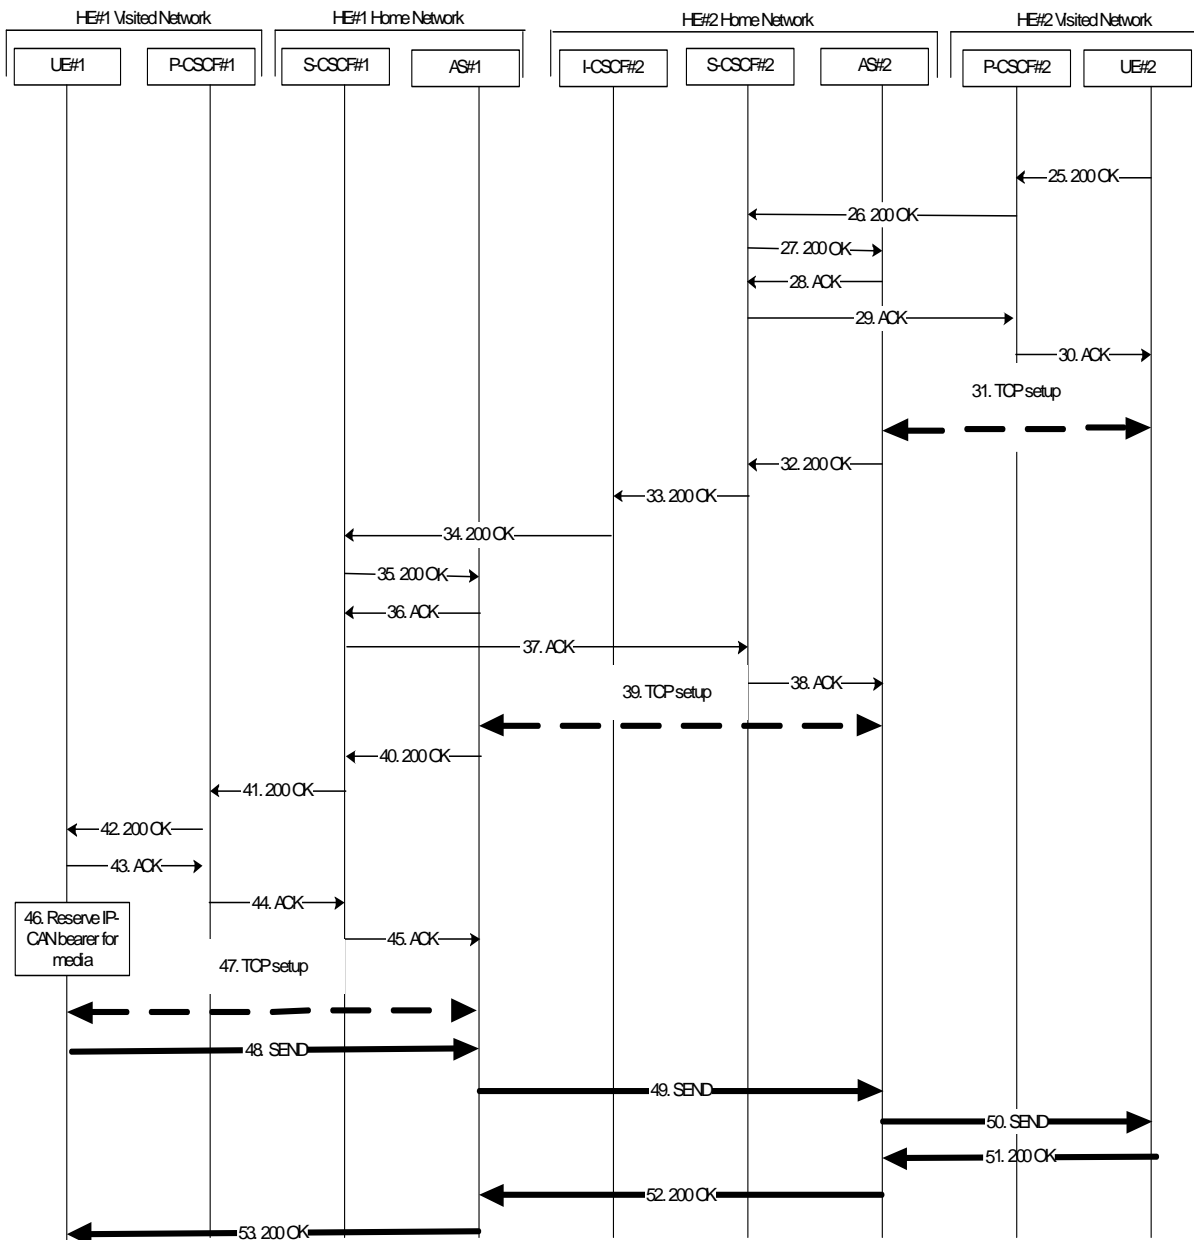 HE#1 Visited Network
HE#1 Home Network
HE#2 Home Network
HE#2 Visited Network
UE#1
P-CSCF#1
S-CSCF#1
AS#1
I-CSCF#2
S-CSCF#2
AS#2
P-CSCF#2
UE#2
25. 200 OK
26. 200 OK
27. 200 OK
28. ACK
29. ACK
30. ACK
31. TCP setup
32. 200 OK
33. 200 OK
34. 200 OK
35. 200 OK
36. ACK
37. ACK
38. ACK
39. TCP setup
40. 200 OK
41. 200 OK
42. 200 OK
43. ACK
44. ACK
45. ACK
46. Reserve IP-
CAN bearer for
media
47. TCP setup
48. SEND
49. SEND
50. SEND
51. 200 OK
52. 200 OK
53. 200 OK